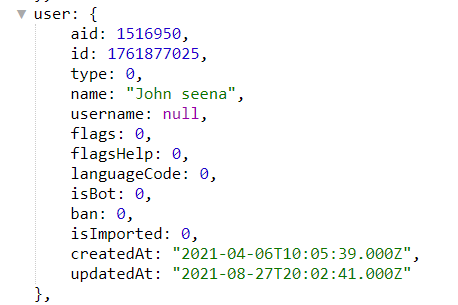 user: {
aid: 1516950,
id: 1761877025,
type: 0,
name: "John seena",
username: null,
flags: 0,
flagsHelp: 0,
languageCode: 0,
isBot: 0,
ban: 0,
isImported: 0,
createdAt: "2021-04-06T10:05:39.000Z",
updatedAt: "2021-08-27T20:02:41.000Z"
},